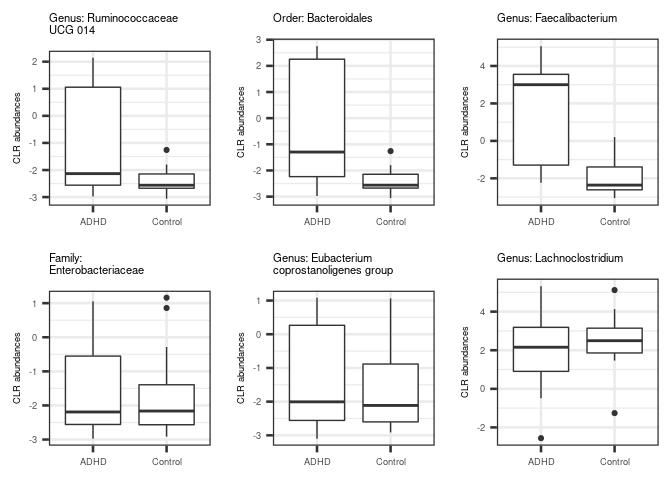 Genus: Ruminococcaceae
UCG 014
CLR abundances
2
1
0
-1
-2
-3
ADHD
Control
Order: Bacteroidales
CLR abundances
3
2
1
0
-1
-2
-3
ADHD
Control
Genus: Faecalibacterium
CLR abundances
4
2
0
-2
ADHD
Control
Family:
Enterobacteriaceae
CLR abundances
1
0
-1
-2
-3
ADHD
Control
Genus: Eubacterium
coprostanoligenes group
CLR abundances
1
0
-1
-2
-3
ADHD
Control
Genus: Lachnoclostridium
CLR abundances
4
2
0
-2
ADHD
Control